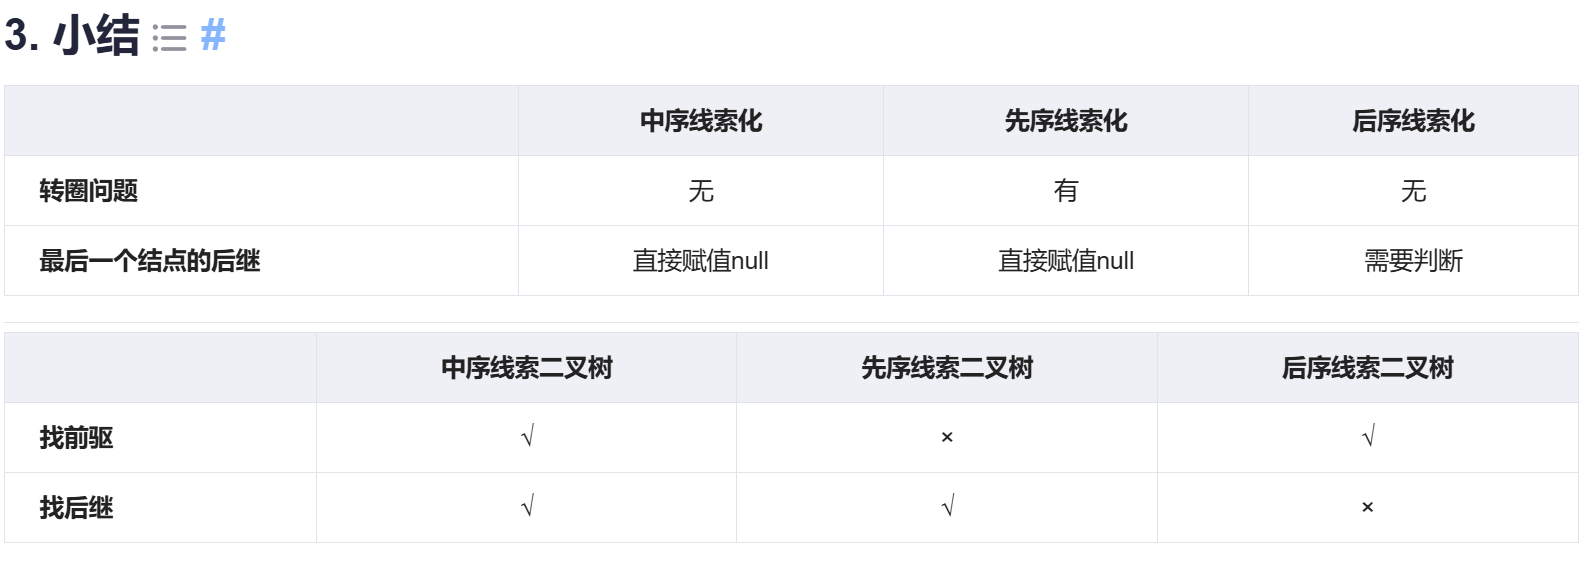 3. 小结 #
中序线索化 先序线索化 后序线索化
转圈问题 无 有 无
最后一个结点的后继 直接赋值null 直接赋值null 需要判断
中序线索二叉树 先序线索二叉树 后序线索二叉树
找前驱 √ × √
找后继 √ √ ×